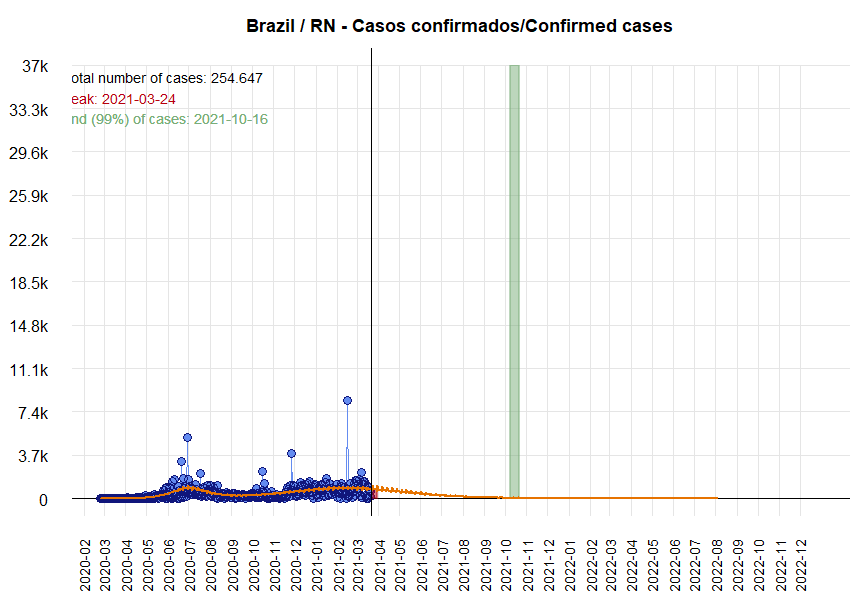 Brazil / RN - Casos confirmados/Confirmed cases
37k
otal number of cases: 254.647
eak: 2021-03-24
33.3k
nd (99%) of cases: 2021-10-16
29.6k
25.9k
22.2k
18.5k
14.8k
11.1k
7.4k
3.7k
0
2020-02
2020-03
2020-04
2020-05
2020-06
2020-07
2020-08
2020-09
2020-10
2020-11
2020-12
2021-01
2021-02
2021-03
2021-04
2021-05
2021-06
2021-07
2021-08
2021-09
2021-10
2021-11
2021-12
2022-01
2022-02
2022-03
2022-04
2022-05
2022-06
2022-07
2022-08
2022-09
2022-10
2022-11
2022-12